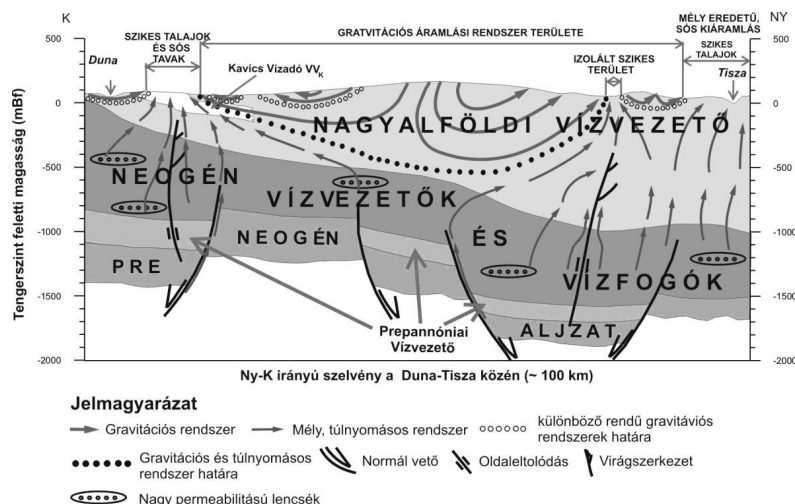 K
NY
SZIKES TALAJOK
ÉS SÓS
TAVAK
GRATVITÁCIÓS ÁRAMLÁSI RENDSZER TERÜLETE
MÉLY EREDETŰ,
SÓS KIÁRAMLÁS
SZIKES
TALAJOK
Duna
Kavics Vizadó VVK
IZOLÁLT SZIKES
TERÜLET
Tisza
Tengerszint feletti magasság (mBf)
500
0
-500
-1000
-1500
-2000
500
0
-500
-1000
-1500
-2000
NAGYALFÖLDI VÍZVEZETŐ
NEOGÉN
VÍZVEZETŐK
ÉS
VÍZFOGÓK
PRE
NEOGÉN
ALJZAT
Prepannóniai
Vízvezető
Ny-K irányú szelvény a Duna-Tisza közén (~ 100 km)
Jelmagyarázat
Gravitációs rendszer
Mély, túlnyomásos rendszer
különböző rendű gravitávíós
rendszerek határa
Gravitációs és túlnyomásos
rendszer határa
Normál vető
Oldaleltolódás
Virágszerkezet
Nagy permeabilitású lencsék